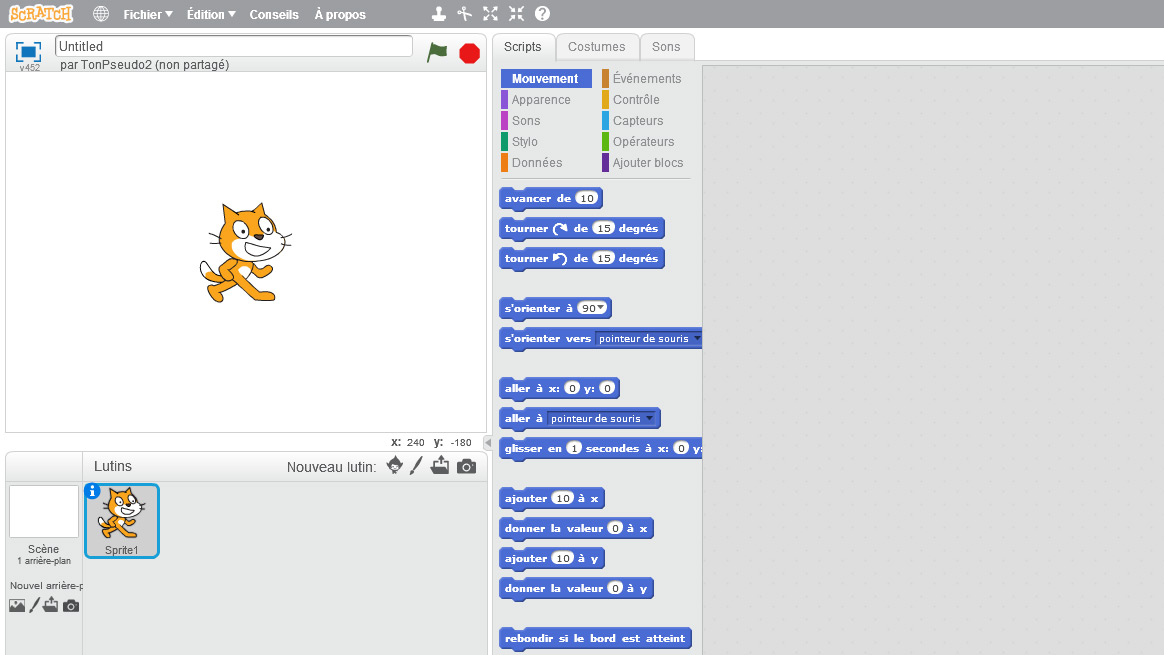 SCRATCH Fichier Édition Conseils À propos
v452
Untitled
par TonPseudo2 (non partagé)
x: 240 y: -180
Lutins Nouveau lutin:
Scène
1 arrière-plan
Nouvel arrière-p
Sprite1
Scripts Costumes Sons
Mouvement Événements
Apparence Contrôle
Sons Capteurs
Stylo Opérateurs
Données Ajouter blocs
avancer de 10
tourner de 15 degrés
tourner de 15 degrés
s'orienter à 90
s'orienter vers pointeur de souris
aller à x: 0 y: 0
aller à pointeur de souris
glisser en 1 secondes à x: 0 y:
ajouter 10 à x
donner la valeur 0 à x
ajouter 10 à y
donner la valeur 0 à y
rebondir si le bord est atteint